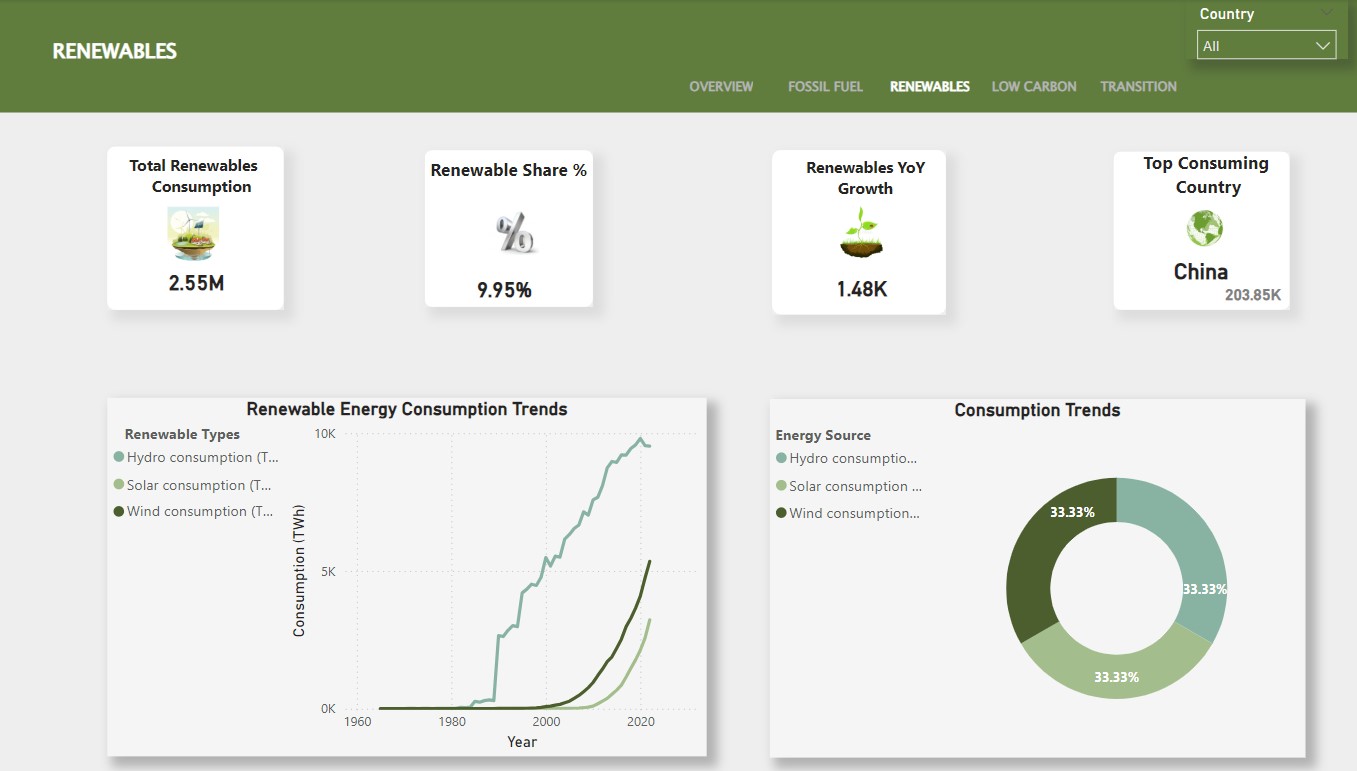 Country
All
RENEWABLES
OVERVIEW FOSSIL FUEL RENEWABLES LOW CARBON TRANSITION
Total Renewables
Consumption
2.55M
Renewable Share %
%
9.95%
Renewables YoY
Growth
1.48K
Top Consuming
Country
China
203.85K
Renewable Energy Consumption Trends
Renewable Types
Hydro consumption (T...
Solar consumption (T...
Wind consumption (T...
Consumption (TWh)
10K
5K
0K
1960 1980 2000 2020
Year
Consumption Trends
Energy Source
Hydro consumptio...
Solar consumption ...
Wind consumption...
33.33%
33.33%
33.33%